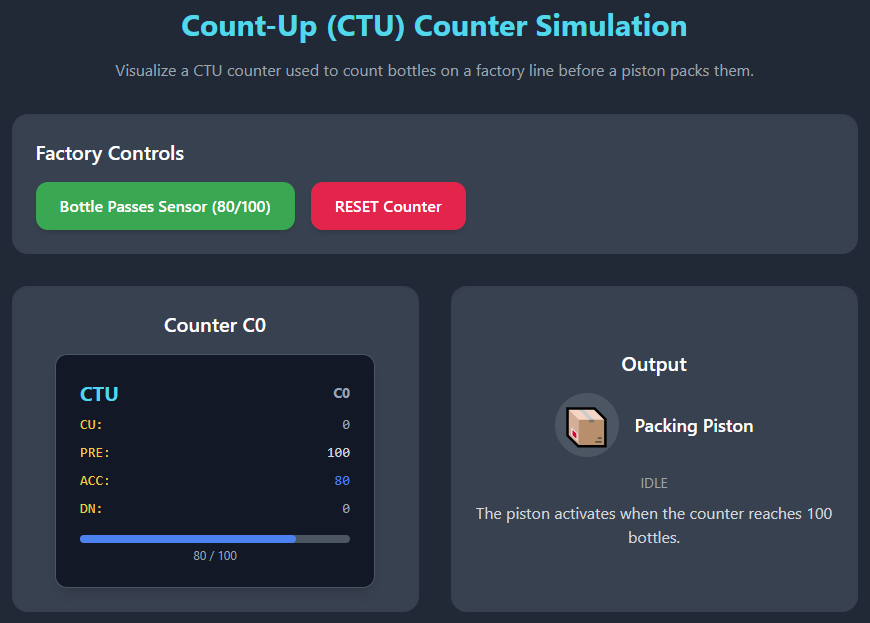 Count-Up (CTU) Counter Simulation
Visualize a CTU counter used to count bottles on a factory line before a piston packs them.
Factory Controls
Bottle Passes Sensor (80/100)
RESET Counter
Counter C0
CTU C0
CU: 0
PRE: 100
ACC: 80
DN: 0
80 / 100
Output
Packing Piston
IDLE
The piston activates when the counter reaches 100
bottles.